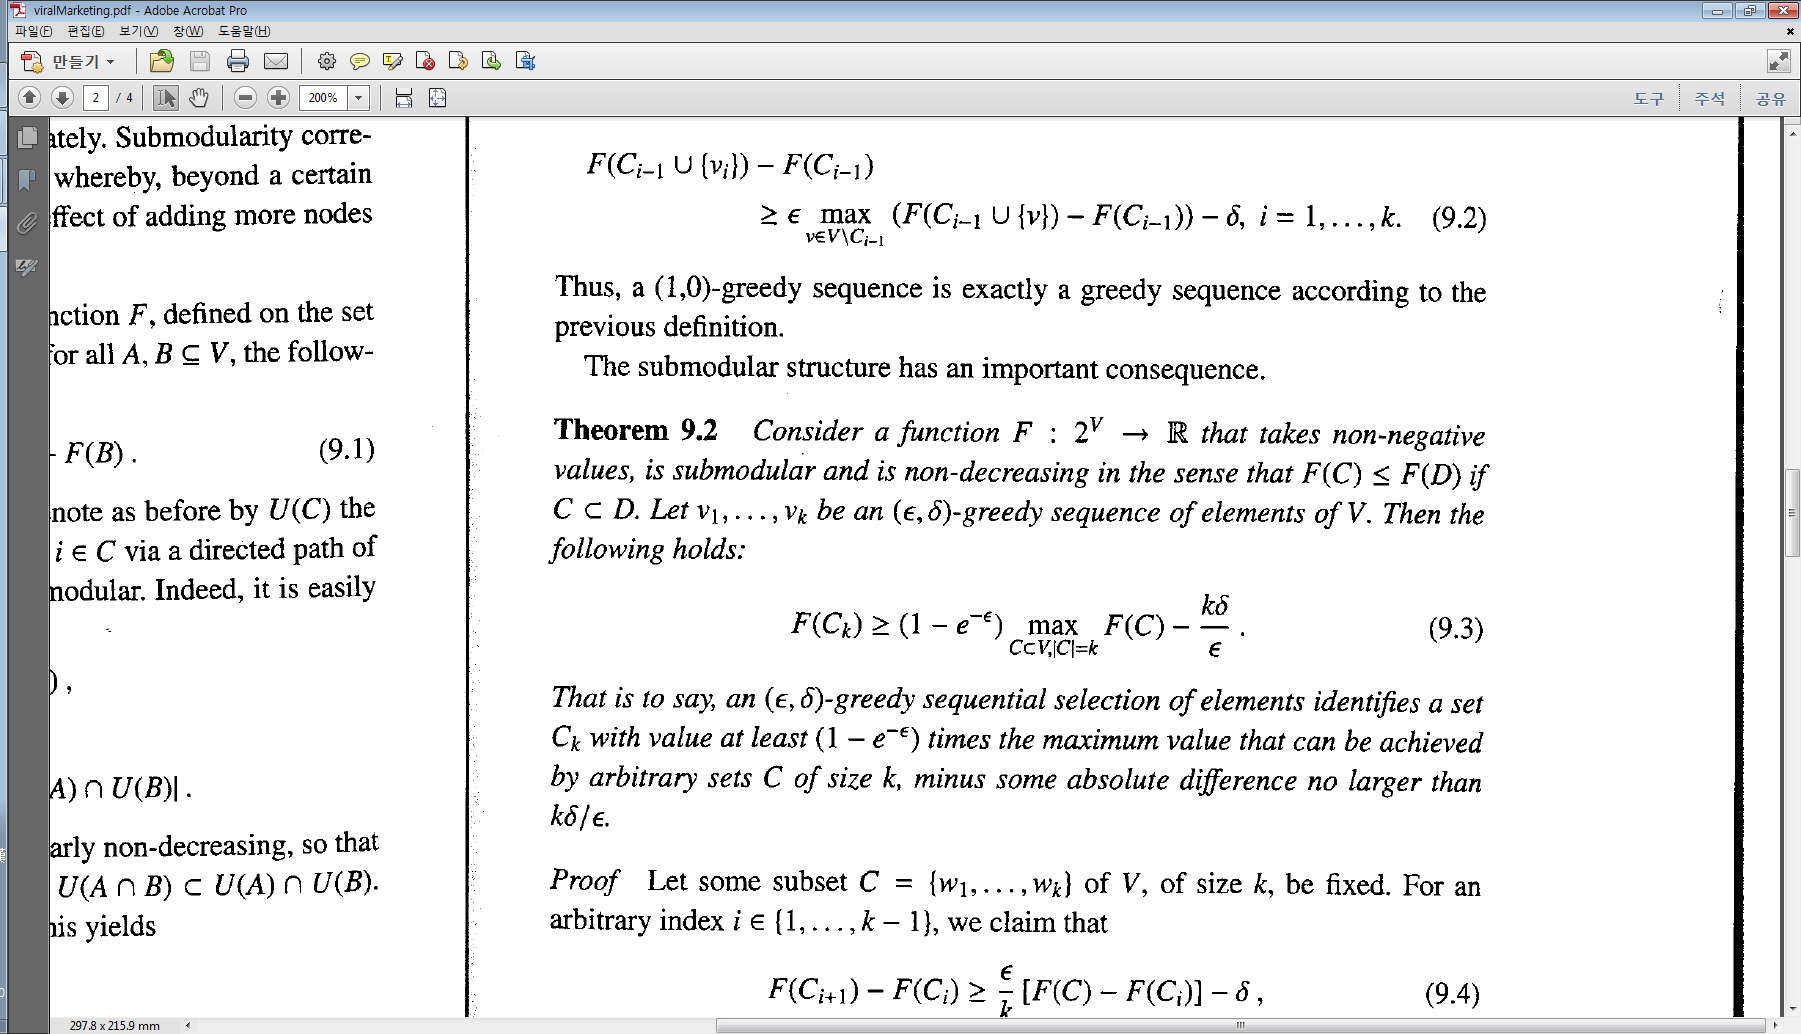 viralMarketing.pdf - Adobe Acrobat Pro
파일(F) 편집(E) 보기(V) 창(W) 도움말(H)
만들기
2 / 4 200% 도구 주석 공유
ately. Submodularity corre-
whereby, beyond a certain
ffect of adding more nodes
nction F, defined on the set
for all A, B ⊆ V, the follow-
- F(B) . (9.1)
note as before by U(C) the
i ∈ C via a directed path of
nodular. Indeed, it is easily
) ,
A) ∩ U(B)| .
arly non-decreasing, so that
U(A ∩ B) ⊂ U(A) ∩ U(B).
nis yields
F(C_{i−1} ∪ {v_i}) − F(C_{i−1})
≥ ϵ max_{v∈V\C_{i−1}} (F(C_{i−1} ∪ {v}) − F(C_{i−1})) − δ, i = 1, . . . , k. (9.2)
Thus, a (1,0)-greedy sequence is exactly a greedy sequence according to the
previous definition.
The submodular structure has an important consequence.
Theorem 9.2 Consider a function F : 2^V → ℝ that takes non-negative
values, is submodular and is non-decreasing in the sense that F(C) ≤ F(D) if
C ⊂ D. Let v_1, . . . , v_k be an (ϵ, δ)-greedy sequence of elements of V. Then the
following holds:
F(C_k) ≥ (1 − e^{−ϵ}) max_{C⊂V,|C|=k} F(C) − kδ/ϵ . (9.3)
That is to say, an (ϵ, δ)-greedy sequential selection of elements identifies a set
C_k with value at least (1 − e^{−ϵ}) times the maximum value that can be achieved
by arbitrary sets C of size k, minus some absolute difference no larger than
kδ/ϵ.
Proof Let some subset C = {w_1, . . . , w_k} of V, of size k, be fixed. For an
arbitrary index i ∈ {1, . . . , k − 1}, we claim that
F(C_{i+1}) − F(C_i) ≥ ϵ/k [F(C) − F(C_i)] − δ , (9.4)
297.8 x 215.9 mm